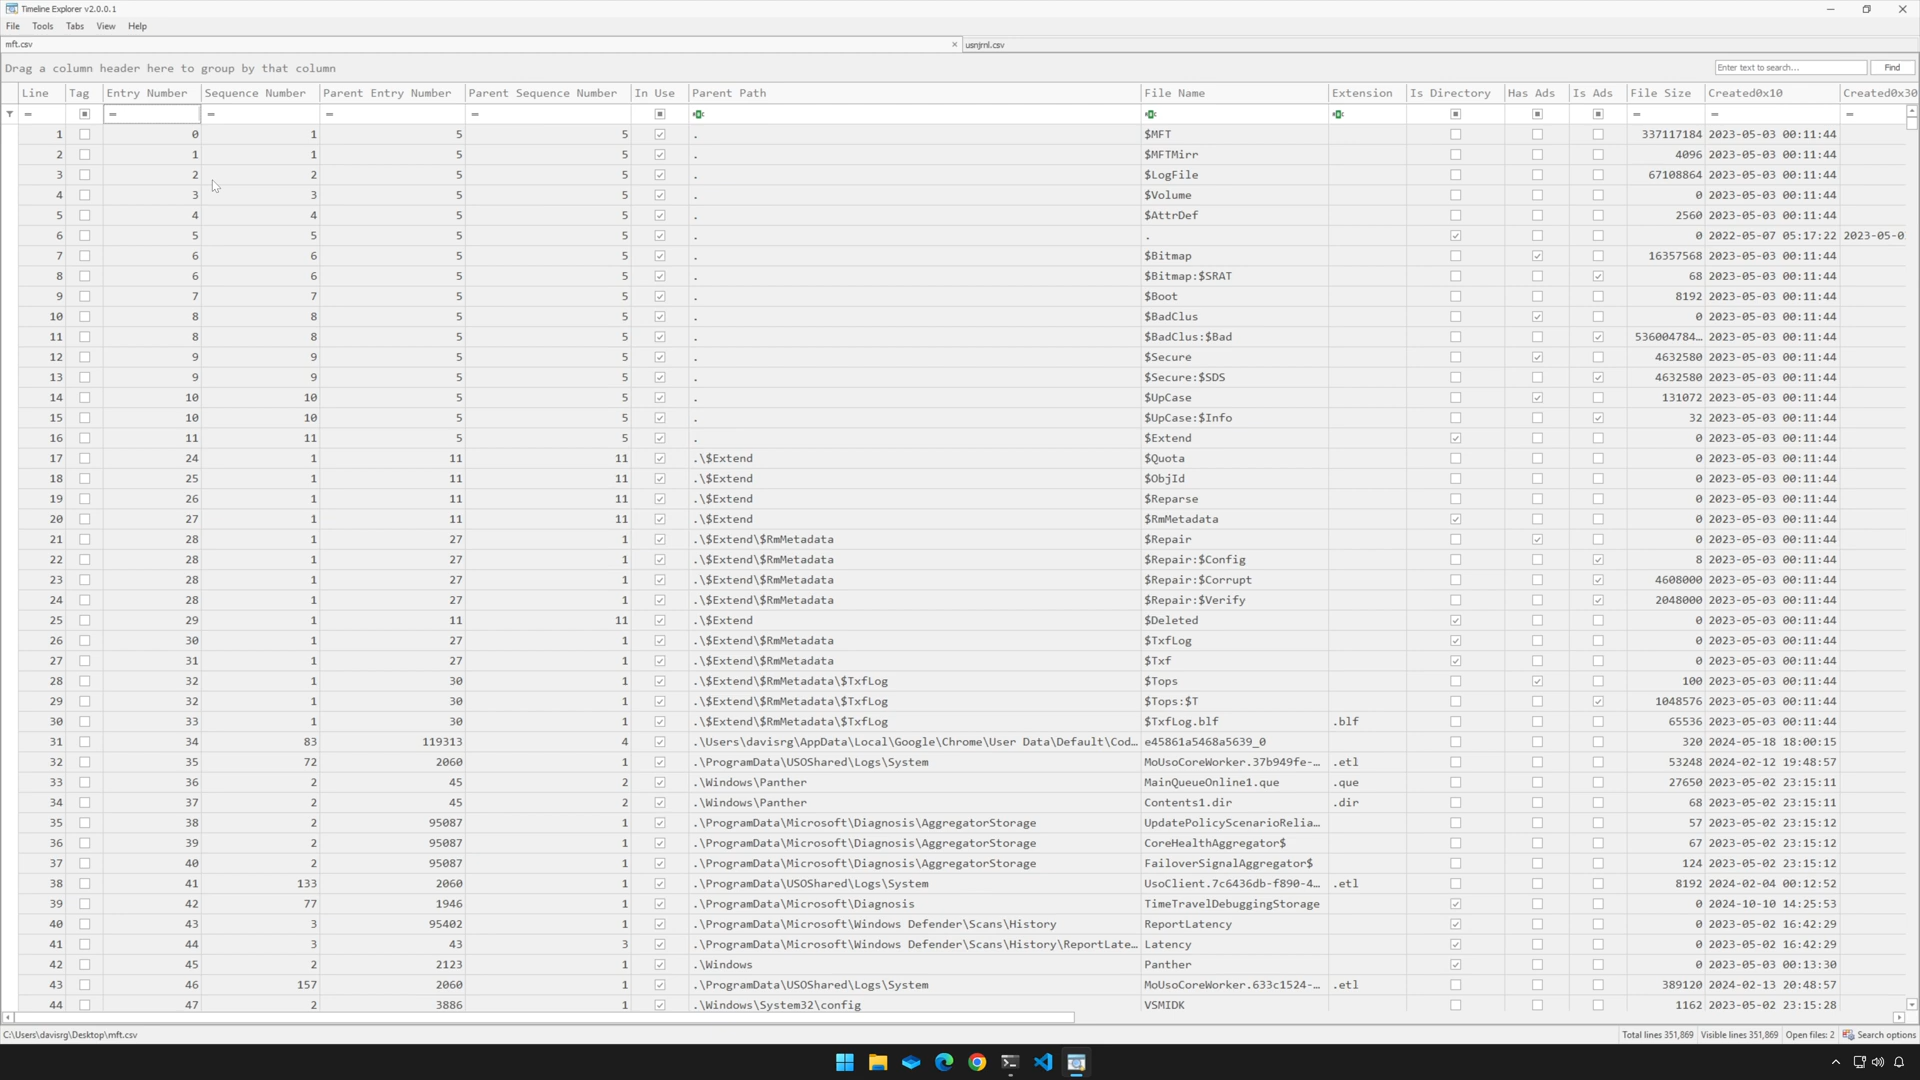 Timeline Explorer v2.0.0.1
File Tools Tabs View Help
mft.csv usnjrnl.csv
Drag a column header here to group by that column Enter text to search... Find
Line Tag Entry Number Sequence Number Parent Entry Number Parent Sequence Number In Use Parent Path File Name Extension Is Directory Has Ads Is Ads File Size Created0x10 Created0x30
= = = = = = = =
1 0 1 5 5 . $MFT 337117184 2023-05-03 00:11:44
2 1 1 5 5 . $MFTMirr 4096 2023-05-03 00:11:44
3 2 2 5 5 . $LogFile 67108864 2023-05-03 00:11:44
4 3 3 5 5 . $Volume 0 2023-05-03 00:11:44
5 4 4 5 5 . $AttrDef 2560 2023-05-03 00:11:44
6 5 5 5 5 . . 0 2022-05-07 05:17:22 2023-05-0
7 6 6 5 5 . $Bitmap 16357568 2023-05-03 00:11:44
8 6 6 5 5 . $Bitmap:$SRAT 68 2023-05-03 00:11:44
9 7 7 5 5 . $Boot 8192 2023-05-03 00:11:44
10 8 8 5 5 . $BadClus 0 2023-05-03 00:11:44
11 8 8 5 5 . $BadClus:$Bad 536004784... 2023-05-03 00:11:44
12 9 9 5 5 . $Secure 4632580 2023-05-03 00:11:44
13 9 9 5 5 . $Secure:$SDS 4632580 2023-05-03 00:11:44
14 10 10 5 5 . $UpCase 131072 2023-05-03 00:11:44
15 10 10 5 5 . $UpCase:$Info 32 2023-05-03 00:11:44
16 11 11 5 5 . $Extend 0 2023-05-03 00:11:44
17 24 1 11 11 .\$Extend $Quota 0 2023-05-03 00:11:44
18 25 1 11 11 .\$Extend $ObjId 0 2023-05-03 00:11:44
19 26 1 11 11 .\$Extend $Reparse 0 2023-05-03 00:11:44
20 27 1 11 11 .\$Extend $RmMetadata 0 2023-05-03 00:11:44
21 28 1 27 1 .\$Extend\$RmMetadata $Repair 0 2023-05-03 00:11:44
22 28 1 27 1 .\$Extend\$RmMetadata $Repair:$Config 8 2023-05-03 00:11:44
23 28 1 27 1 .\$Extend\$RmMetadata $Repair:$Corrupt 4608000 2023-05-03 00:11:44
24 28 1 27 1 .\$Extend\$RmMetadata $Repair:$Verify 2048000 2023-05-03 00:11:44
25 29 1 11 11 .\$Extend $Deleted 0 2023-05-03 00:11:44
26 30 1 27 1 .\$Extend\$RmMetadata $TxfLog 0 2023-05-03 00:11:44
27 31 1 27 1 .\$Extend\$RmMetadata $Txf 0 2023-05-03 00:11:44
28 32 1 30 1 .\$Extend\$RmMetadata\$TxfLog $Tops 100 2023-05-03 00:11:44
29 32 1 30 1 .\$Extend\$RmMetadata\$TxfLog $Tops:$T 1048576 2023-05-03 00:11:44
30 33 1 30 1 .\$Extend\$RmMetadata\$TxfLog $TxfLog.blf .blf 65536 2023-05-03 00:11:44
31 34 83 119313 4 .\Users\davisrg\AppData\Local\Google\Chrome\User Data\Default\Cod... e45861a5468a5639_0 320 2024-05-18 18:00:15
32 35 72 2060 1 .\ProgramData\USOShared\Logs\System MoUsoCoreWorker.37b949fe-... .etl 53248 2024-02-12 19:48:57
33 36 2 45 2 .\Windows\Panther MainQueueOnline1.que .que 27650 2023-05-02 23:15:11
34 37 2 45 2 .\Windows\Panther Contents1.dir .dir 68 2023-05-02 23:15:11
35 38 2 95087 1 .\ProgramData\Microsoft\Diagnosis\AggregatorStorage UpdatePolicyScenarioRelia... 57 2023-05-02 23:15:12
36 39 2 95087 1 .\ProgramData\Microsoft\Diagnosis\AggregatorStorage CoreHealthAggregator$ 67 2023-05-02 23:15:12
37 40 2 95087 1 .\ProgramData\Microsoft\Diagnosis\AggregatorStorage FailoverSignalAggregator$ 124 2023-05-02 23:15:12
38 41 133 2060 1 .\ProgramData\USOShared\Logs\System UsoClient.7c6436db-f890-4... .etl 8192 2024-02-04 00:12:52
39 42 77 1946 1 .\ProgramData\Microsoft\Diagnosis TimeTravelDebuggingStorage 0 2024-10-10 14:25:53
40 43 3 95402 1 .\ProgramData\Microsoft\Windows Defender\Scans\History ReportLatency 0 2023-05-02 16:42:29
41 44 3 43 3 .\ProgramData\Microsoft\Windows Defender\Scans\History\ReportLate... Latency 0 2023-05-02 16:42:29
42 45 2 2123 1 .\Windows Panther 0 2023-05-03 00:13:30
43 46 157 2060 1 .\ProgramData\USOShared\Logs\System MoUsoCoreWorker.633c1524-... .etl 389120 2024-02-13 20:48:57
44 47 2 3886 1 .\Windows\System32\config VSMIDK 1162 2023-05-02 23:15:28
C:\Users\davisrg\Desktop\mft.csv Total lines 351,869 Visible lines 351,869 Open files: 2 Search options